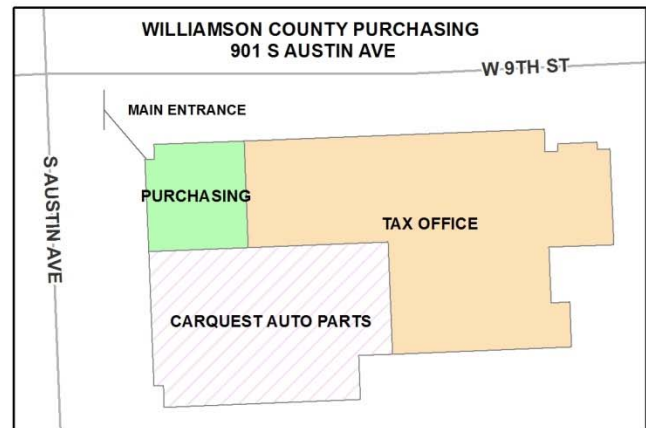 WILLIAMSON COUNTY PURCHASING
901 S AUSTIN AVE
W 9TH ST
MAIN ENTRANCE
S AUSTIN AVE
PURCHASING
TAX OFFICE
CARQUEST AUTO PARTS